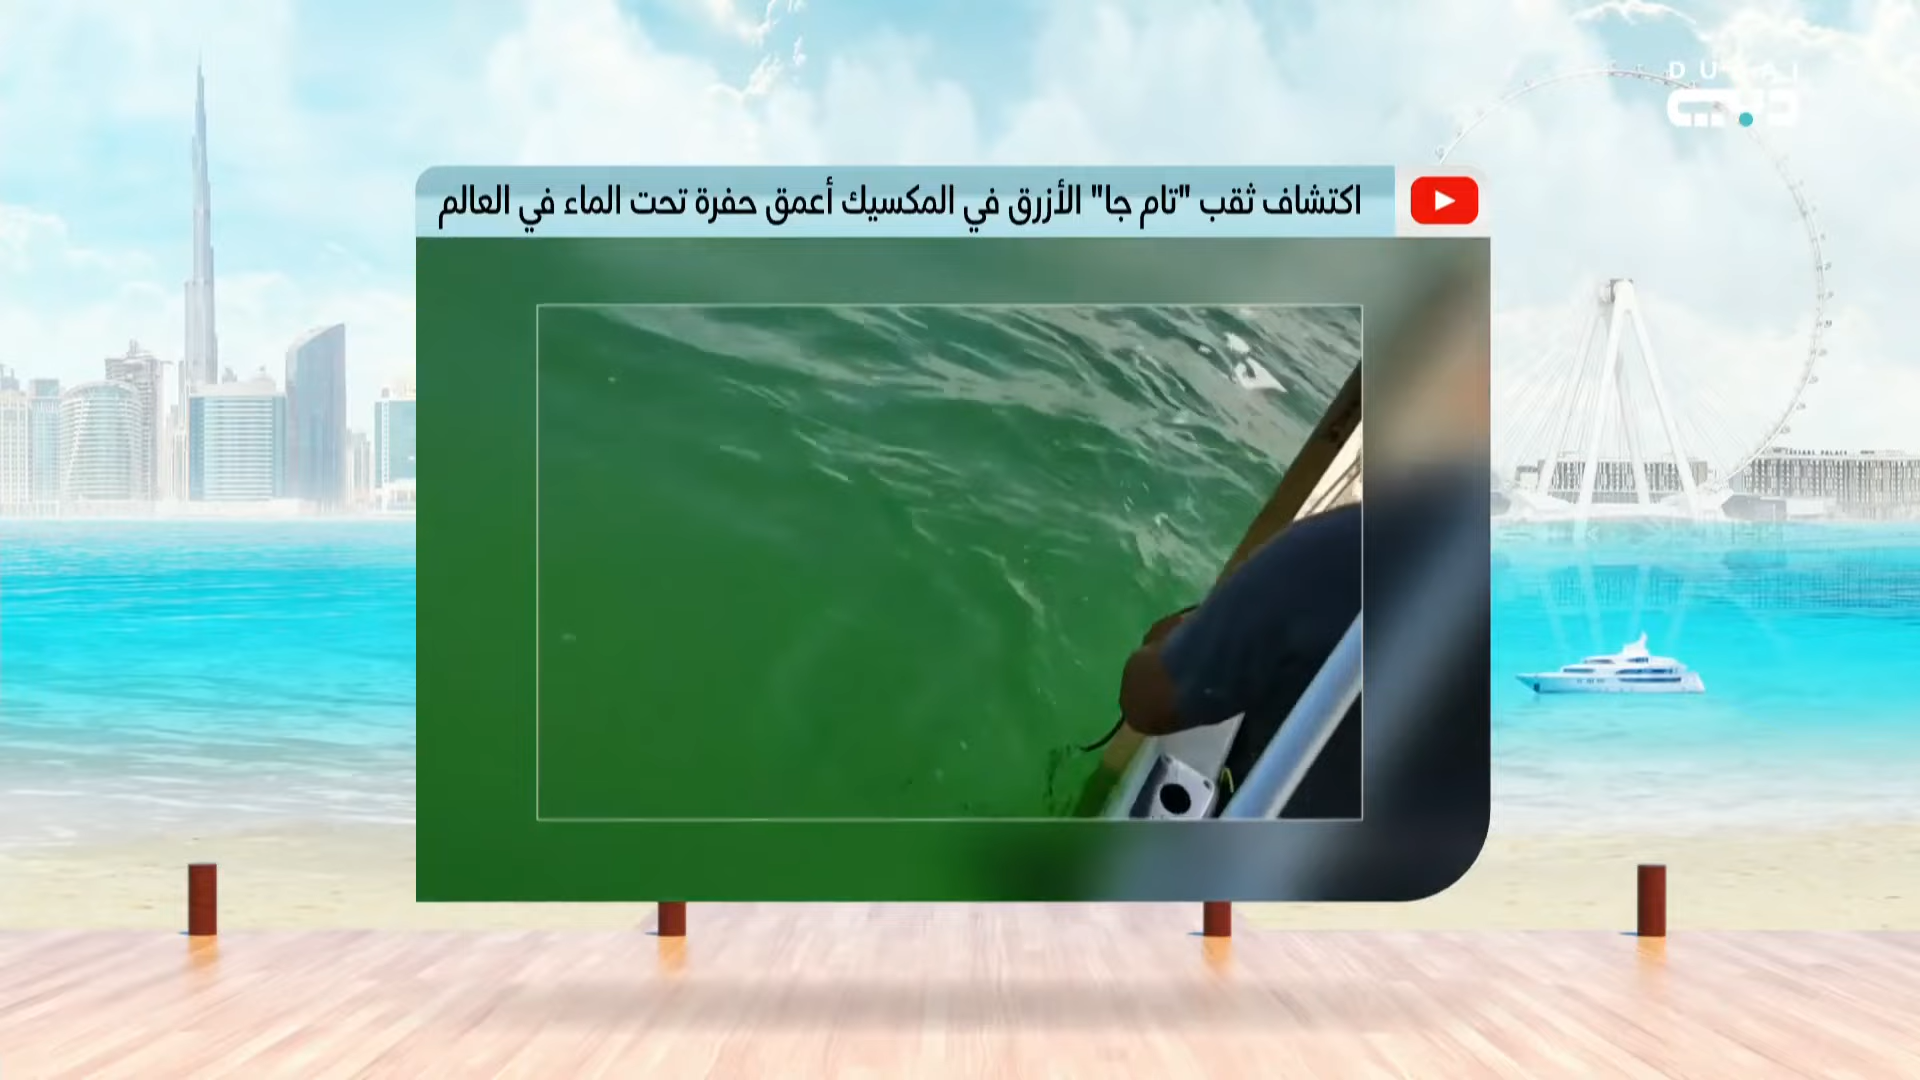 DUBAI
دبي
اكتشاف ثقب "تام جا" الأزرق في المكسيك أعمق حفرة تحت الماء في العالم